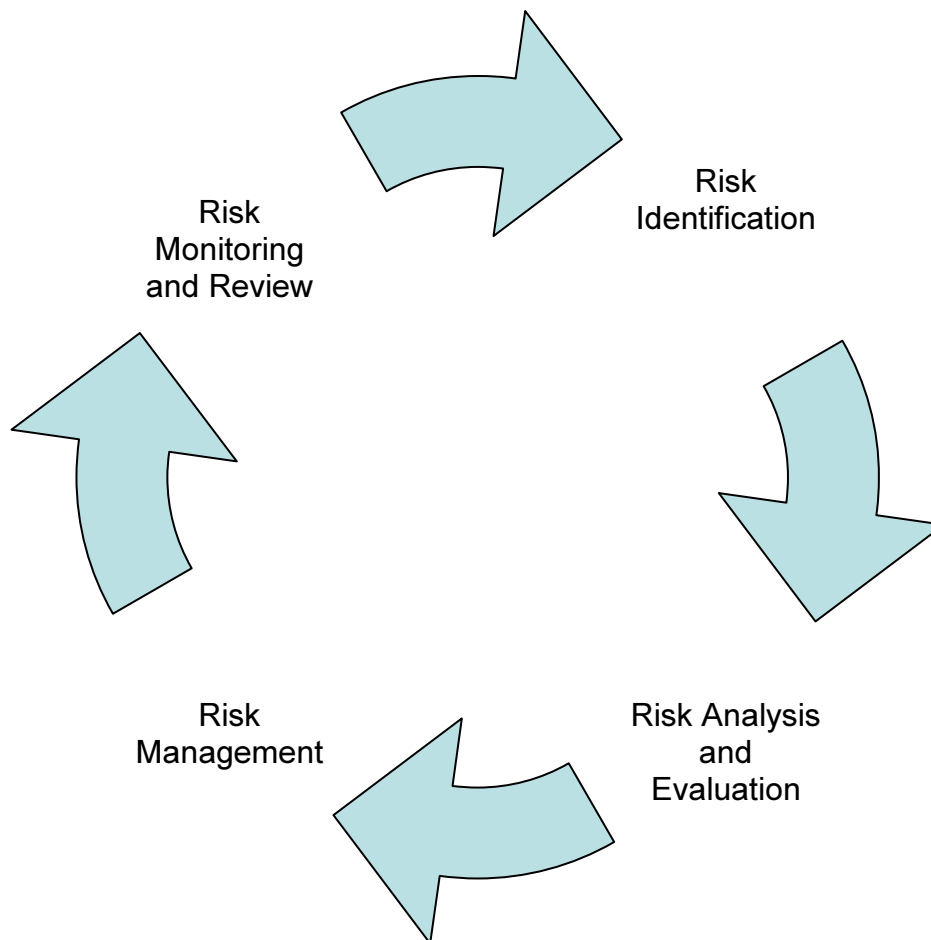 Risk
Identification
Risk Analysis
and
Evaluation
Risk
Management
Risk
Monitoring
and Review